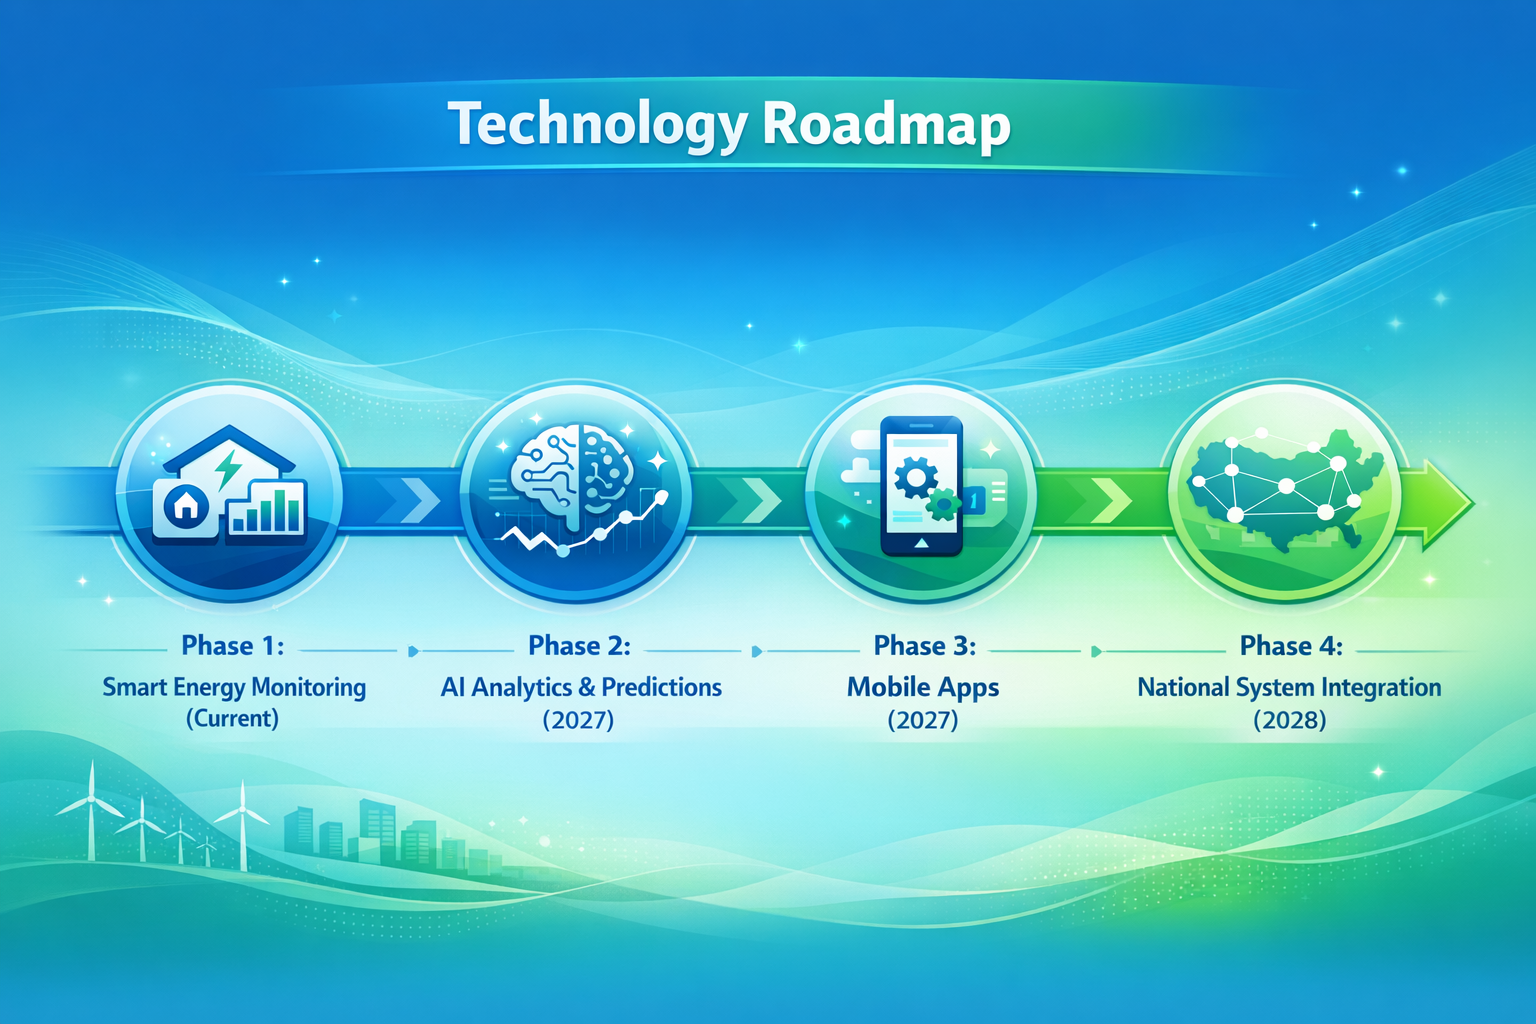 Technology Roadmap
Phase 1:
Smart Energy Monitoring
(Current)
Phase 2:
AI Analytics & Predictions
(2027)
Phase 3:
Mobile Apps
(2027)
Phase 4:
National System Integration
(2028)